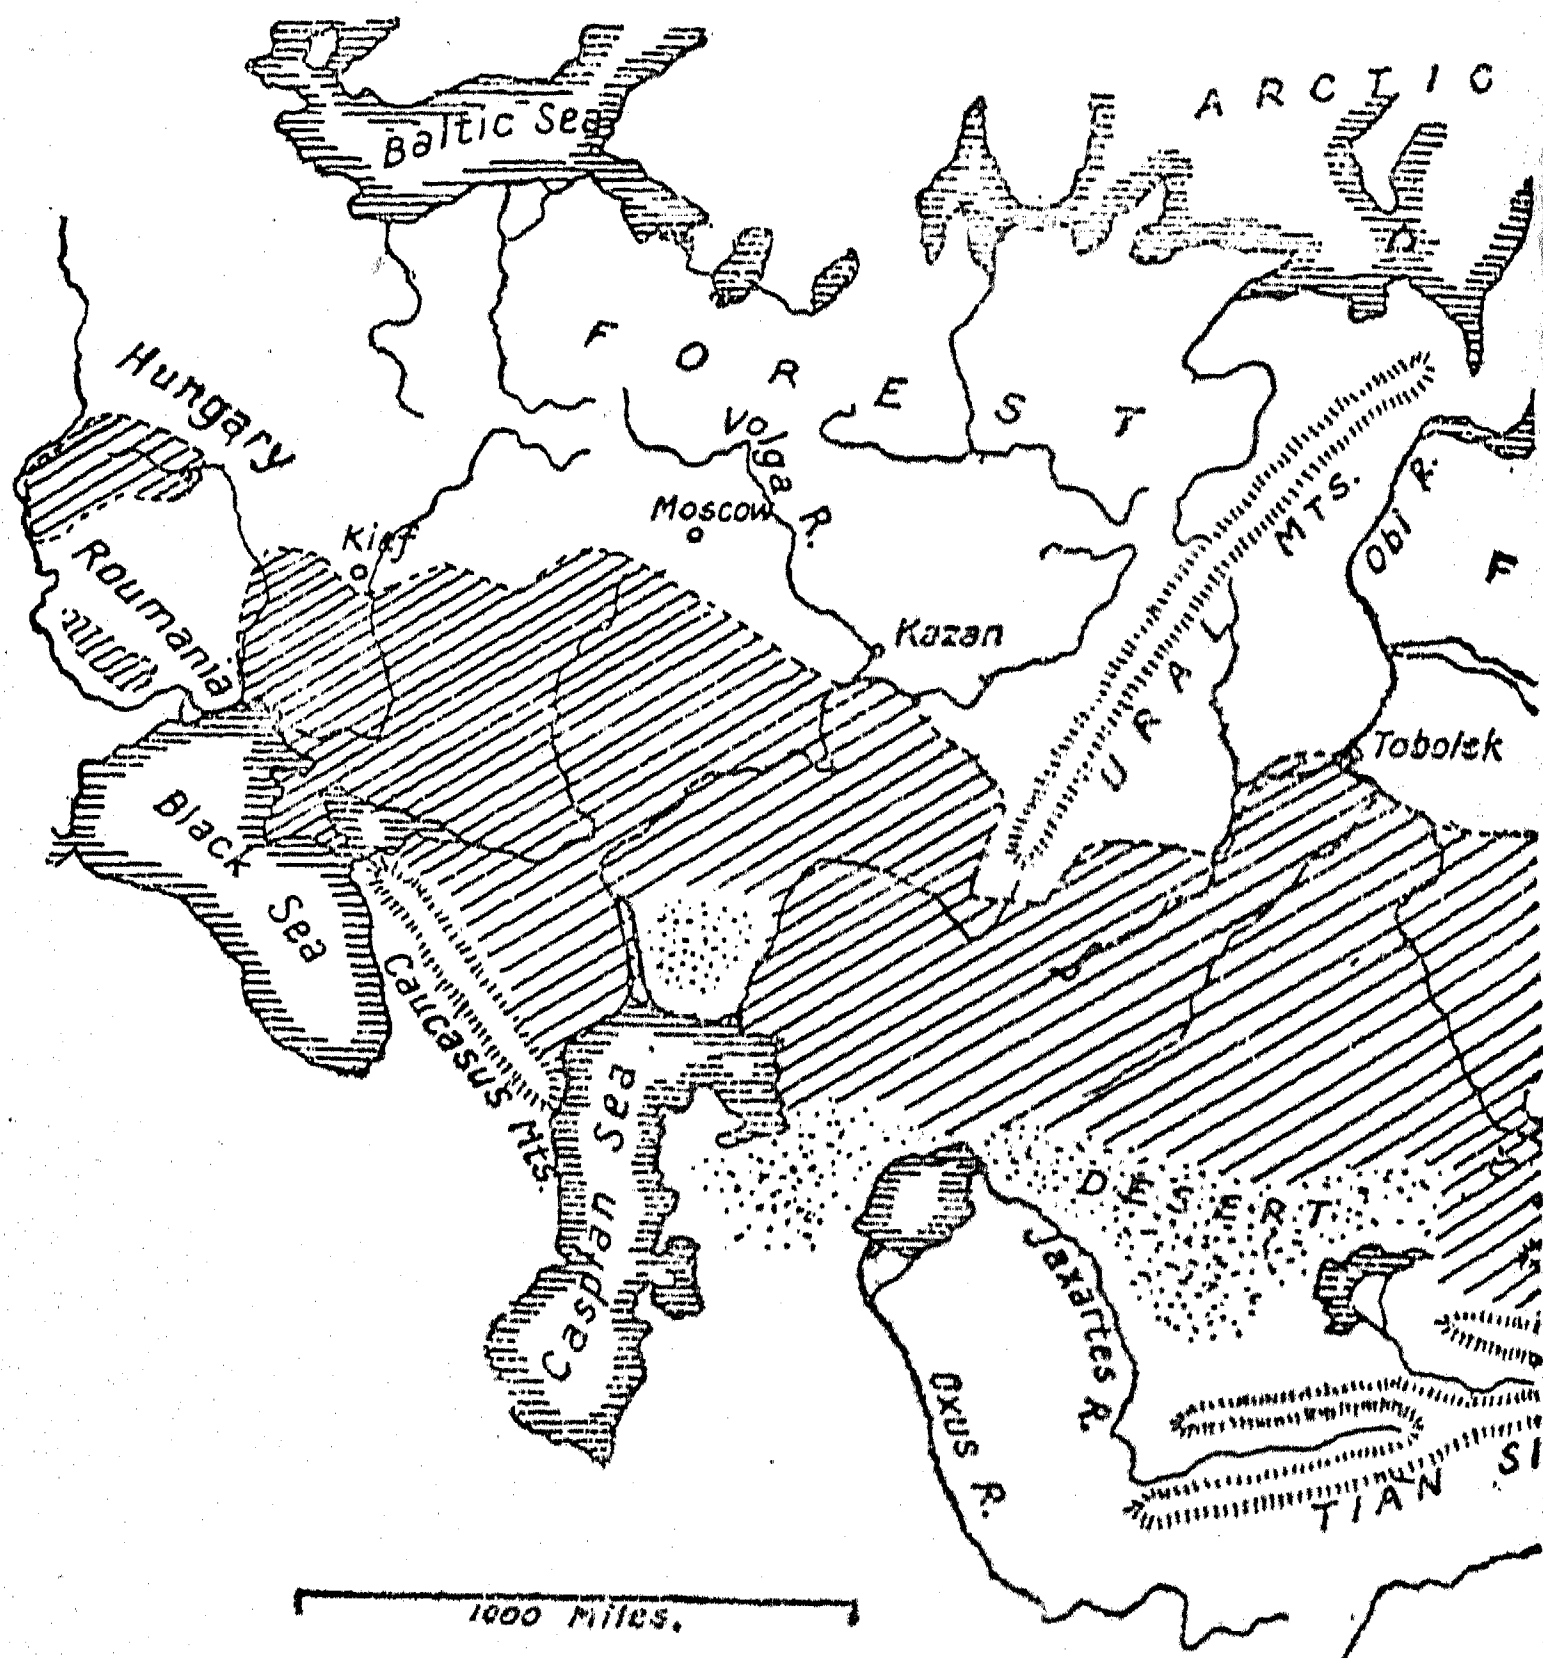 ARCTIC
Baltic Sea
FOREST
Hungary
Volga R.
Moscow
Kief
Roumania
Kazan
URAL MTS.
Obi R.
F
Tobolsk
Black Sea
Caucasus Mts.
Caspian Sea
DESERT
Jaxartes R.
Oxus R.
TIAN SI
1000 Miles.